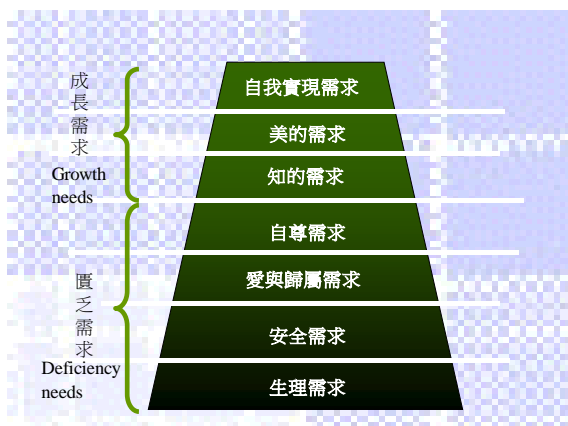 成長需求
Growth
needs
自我實現需求
美的需求
知的需求
自尊需求
愛與歸屬需求
安全需求
生理需求
匱乏需求
Deficiency
needs